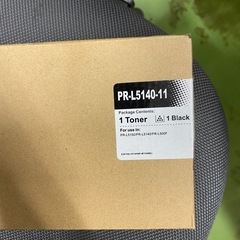 PR-L5140-11
Package Contents:
1 Toner 1 Black
For use in: